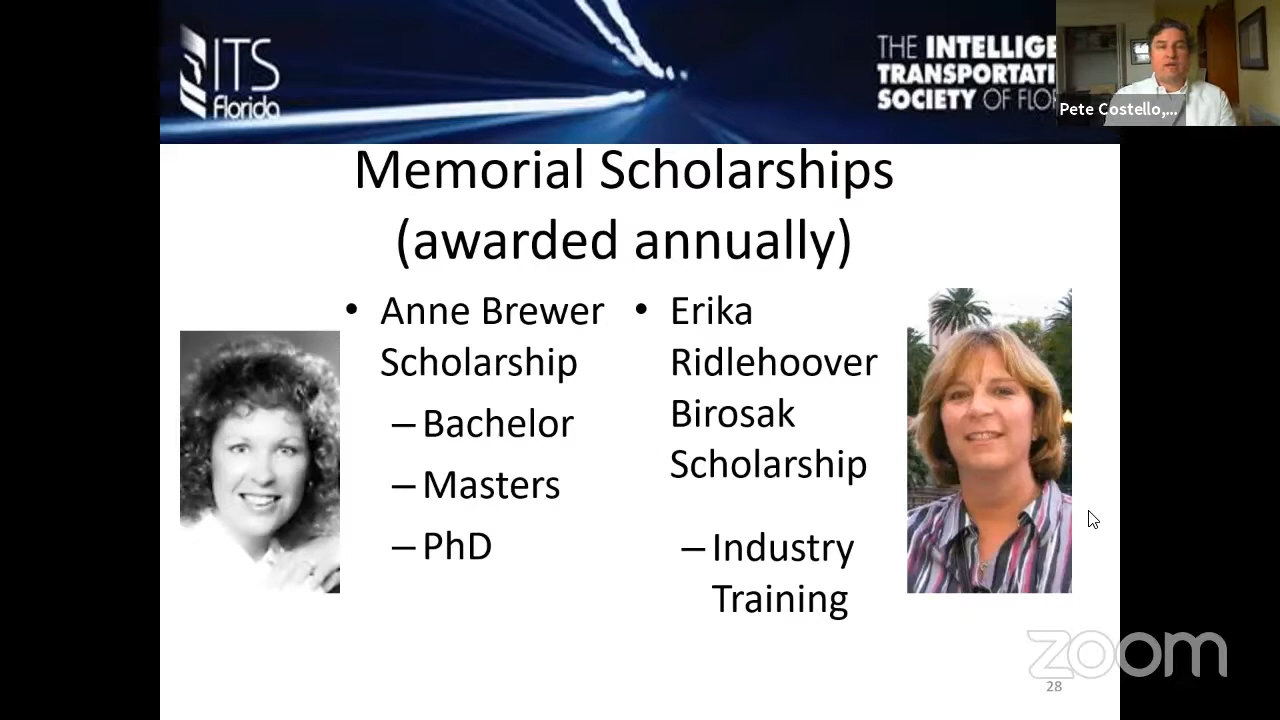 ITS
Florida
THE INTELLIGE
TRANSPORTATI
SOCIETY OF FLO
Pete Costello,...
Memorial Scholarships
(awarded annually)
• Anne Brewer
Scholarship
– Bachelor
– Masters
– PhD
• Erika
Ridlehoover
Birosak
Scholarship
– Industry
Training
zoom
28